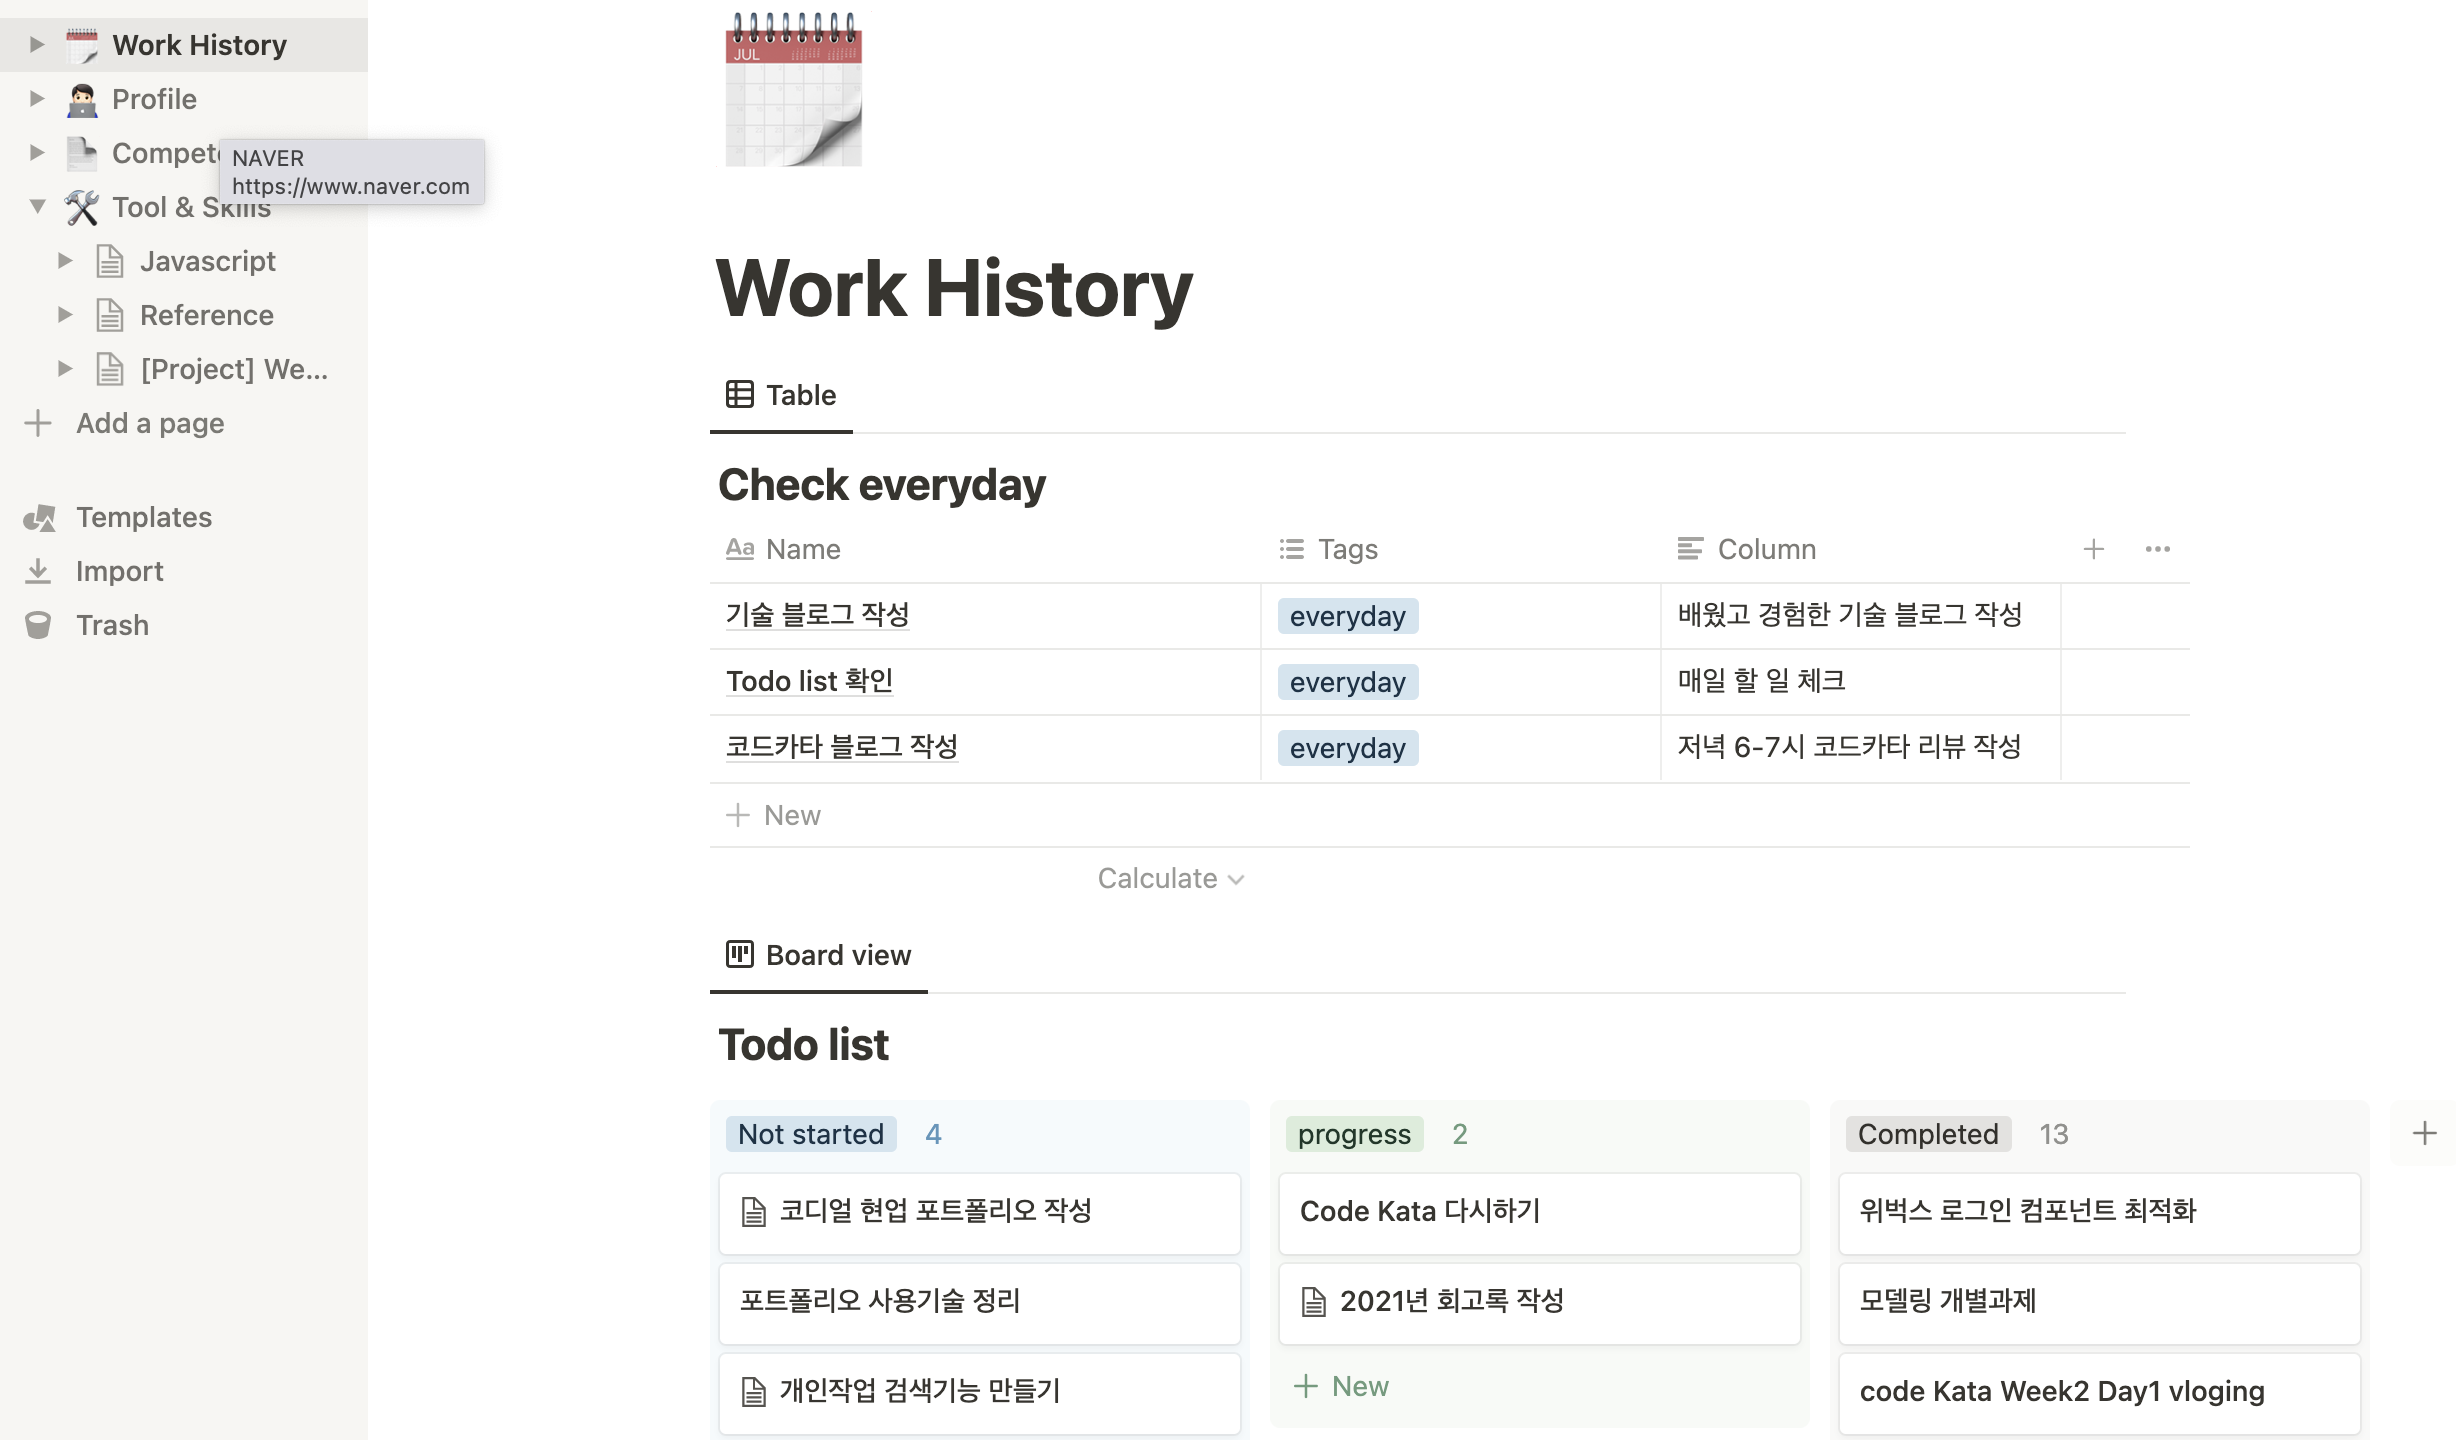 Work History
Profile
Compet
NAVER
https://www.naver.com
Tool & Skills
Javascript
Reference
[Project] We...
Add a page
Templates
Import
Trash
JUL
Work History
Table
Check everyday
Aa Name Tags Column
기술 블로그 작성 everyday 배웠고 경험한 기술 블로그 작성
Todo list 확인 everyday 매일 할 일 체크
코드카타 블로그 작성 everyday 저녁 6-7시 코드카타 리뷰 작성
New
Calculate
Board view
Todo list
Not started 4
코디얼 현업 포트폴리오 작성
포트폴리오 사용기술 정리
개인작업 검색기능 만들기
progress 2
Code Kata 다시하기
2021년 회고록 작성
New
Completed 13
위벅스 로그인 컴포넌트 최적화
모델링 개별과제
code Kata Week2 Day1 vloging